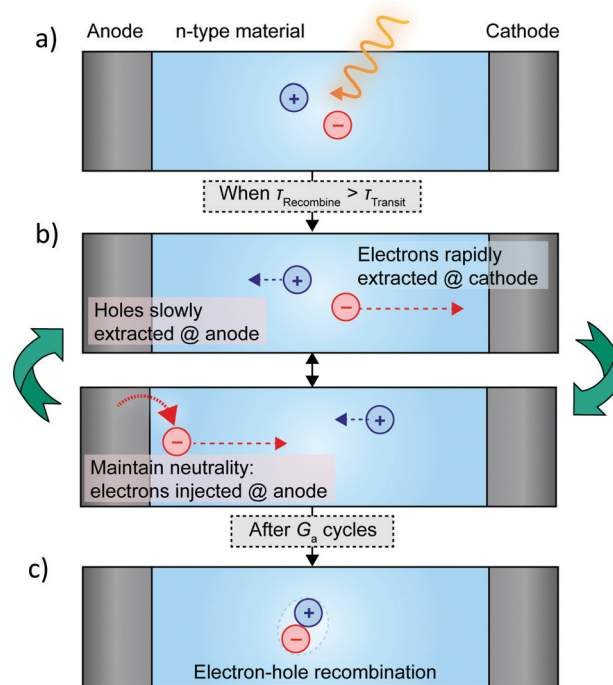 a)
Anode n-type material Cathode
+
−
When τRecombine > τTransit
b)
Electrons rapidly
extracted @ cathode
+
−
Holes slowly
extracted @ anode
+
−
Maintain neutrality:
electrons injected @ anode
After Ga cycles
c)
+
−
Electron-hole recombination